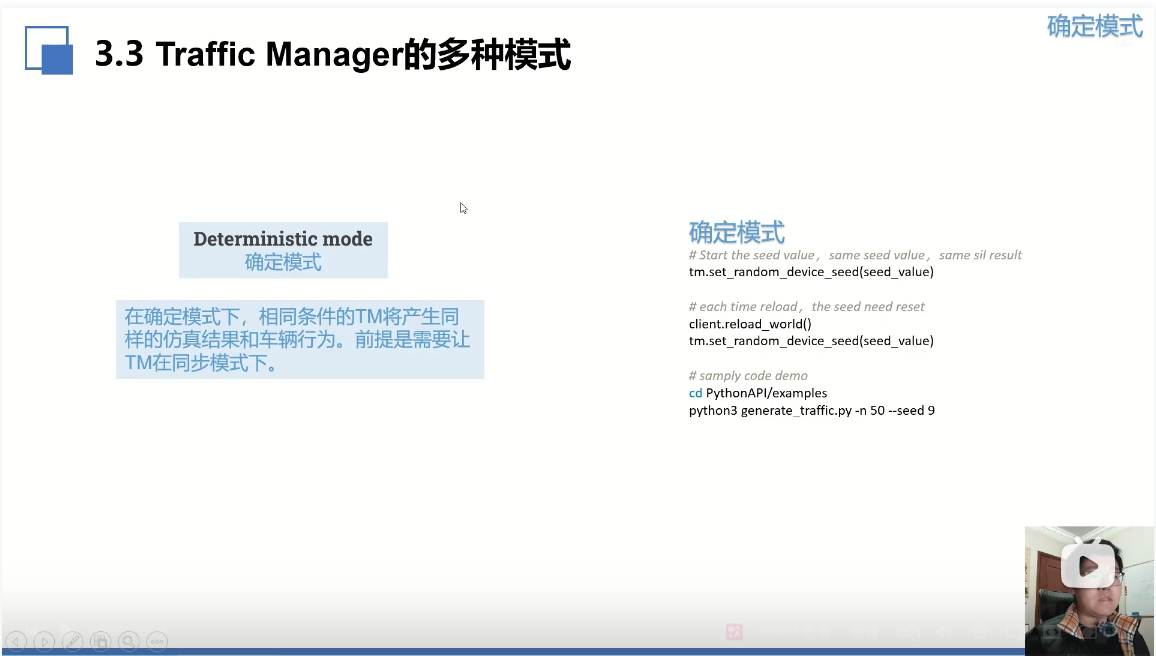 确定模式
3.3 Traffic Manager的多种模式
Deterministic mode
确定模式
在确定模式下，相同条件的TM将产生同
样的仿真结果和车辆行为。前提是需要让
TM在同步模式下。
确定模式
# Start the seed value，same seed value，same sil result
tm.set_random_device_seed(seed_value)
# each time reload，the seed need reset
client.reload_world()
tm.set_random_device_seed(seed_value)
# samply code demo
cd PythonAPI/examples
python3 generate_traffic.py -n 50 --seed 9